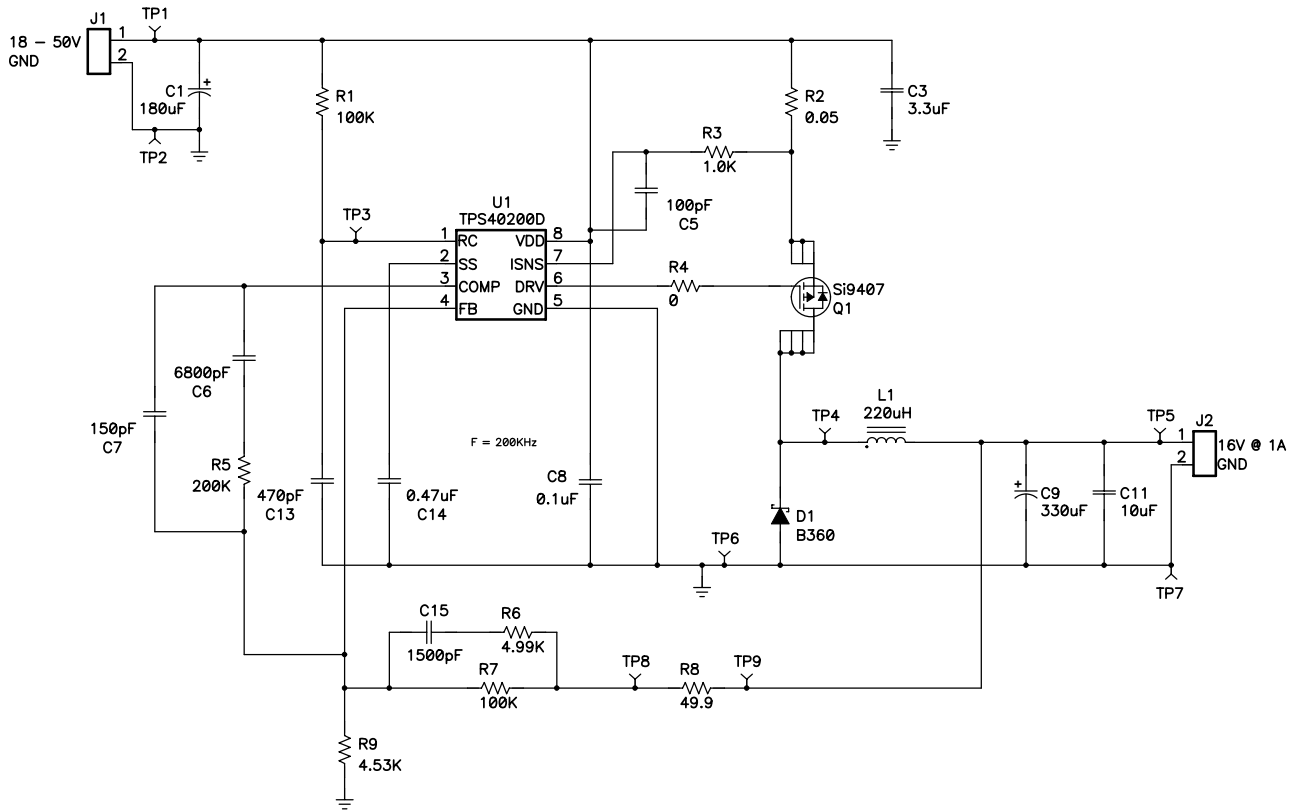 J1
TP1
18 - 50V
1
GND
2
C1
+
180uF
TP2
R1
100K
R2
0.05
C3
3.3uF
R3
1.0K
100pF
C5
U1
TPS40200D
TP3
1
RC
VDD
8
2
SS
ISNS
7
3
COMP
DRV
6
4
FB
GND
5
R4
0
Si9407
Q1
6800pF
C6
150pF
C7
R5
200K
470pF
C13
0.47uF
C14
F = 200KHz
C8
0.1uF
L1
220uH
TP4
TP5
J2
1
16V @ 1A
2
GND
D1
B360
+
C9
330uF
C11
10uF
TP6
TP7
C15
1500pF
R6
4.99K
R7
100K
TP8
R8
49.9
TP9
R9
4.53K